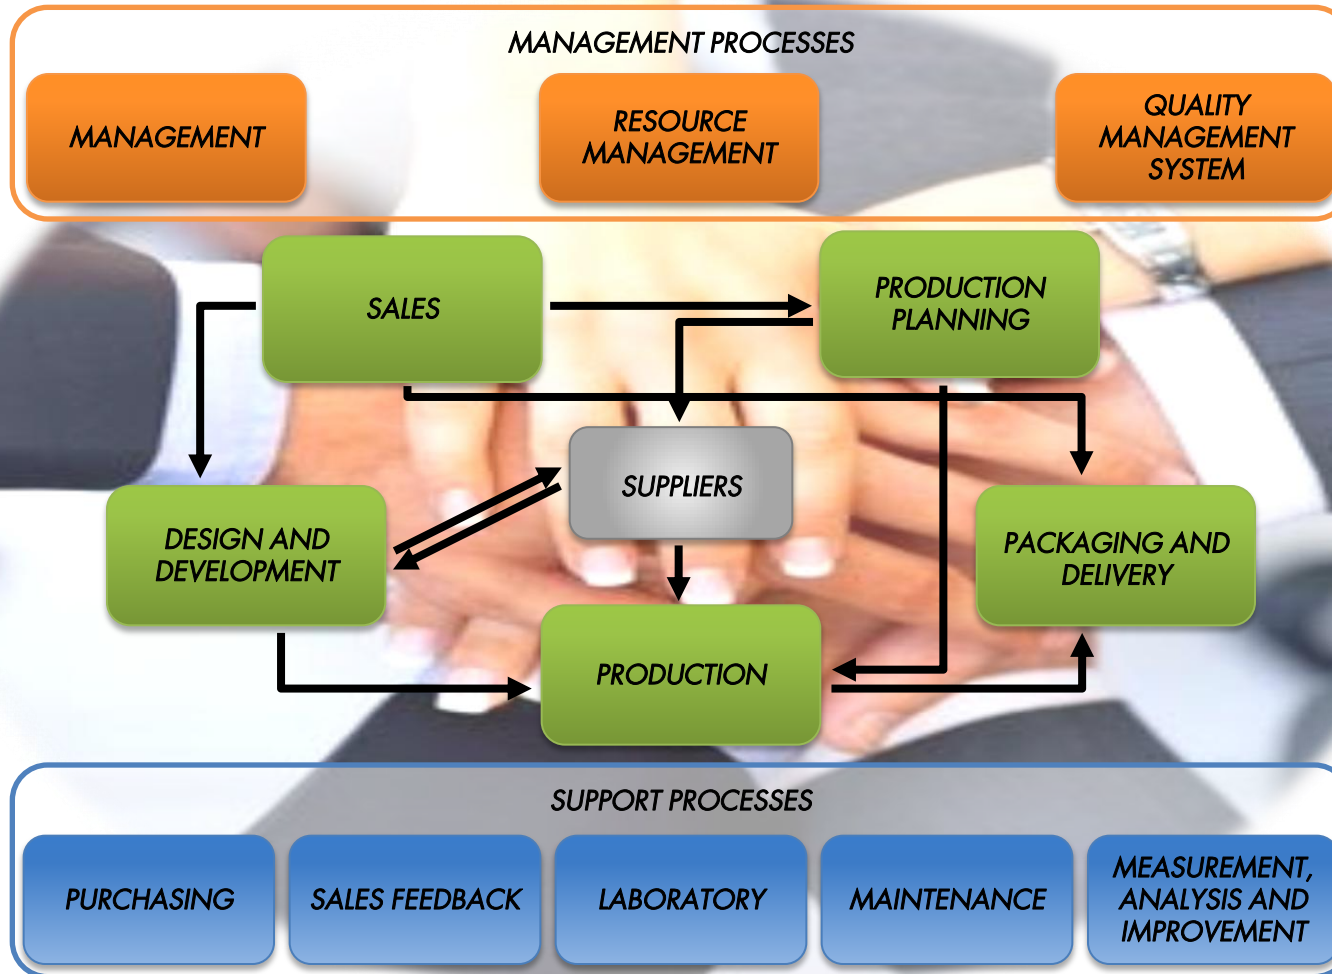 MANAGEMENT PROCESSES
MANAGEMENT
RESOURCE
MANAGEMENT
QUALITY
MANAGEMENT
SYSTEM
SALES
PRODUCTION
PLANNING
SUPPLIERS
DESIGN AND
DEVELOPMENT
PACKAGING AND
DELIVERY
PRODUCTION
SUPPORT PROCESSES
PURCHASING
SALES FEEDBACK
LABORATORY
MAINTENANCE
MEASUREMENT,
ANALYSIS AND
IMPROVEMENT